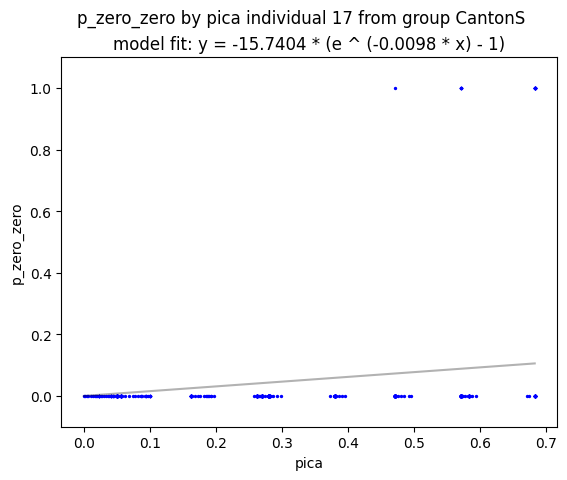 p_zero_zero by pica individual 17 from group CantonS
model fit: y = -15.7404 * (e ^ (-0.0098 * x) - 1)
1.0
0.8
0.6
0.4
0.2
0.0
p_zero_zero
0.0 0.1 0.2 0.3 0.4 0.5 0.6 0.7
pica